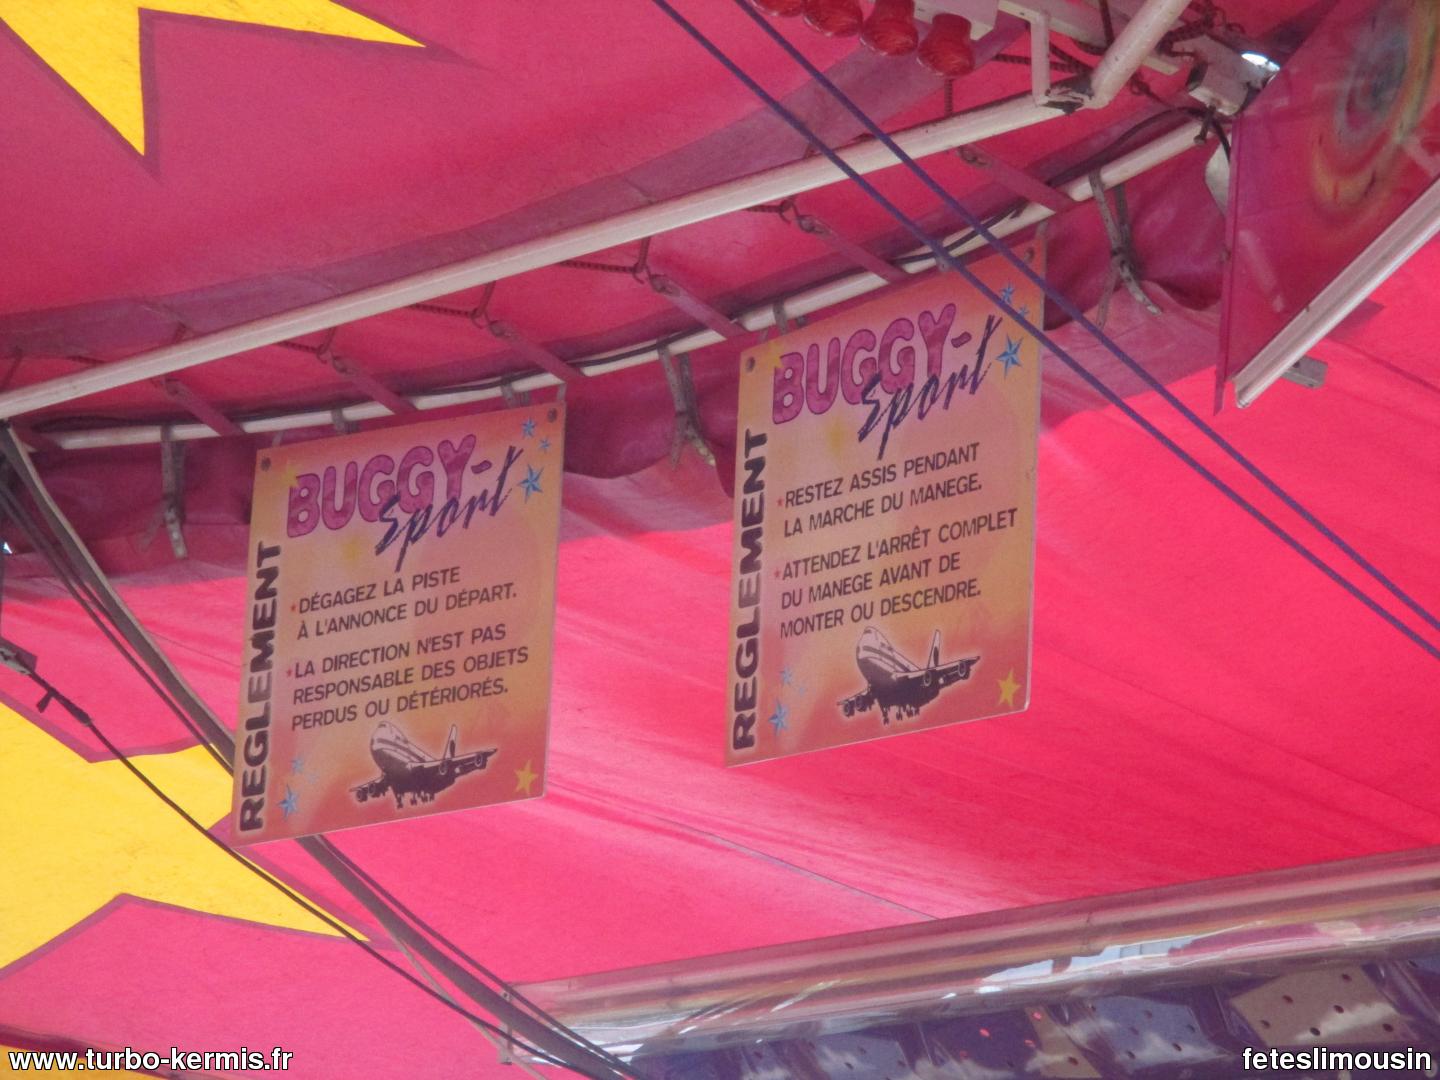 BUGGY-
Sport
REGLEMENT
DÉGAGEZ LA PISTE
À L'ANNONCE DU DÉPART.
LA DIRECTION N'EST PAS
RESPONSABLE DES OBJETS
PERDUS OU DÉTÉRIORÉS.
BUGGY-
Sport
REGLEMENT
RESTEZ ASSIS PENDANT
LA MARCHE DU MANEGE.
ATTENDEZ L'ARRÊT COMPLET
DU MANEGE AVANT DE
MONTER OU DESCENDRE.
www.turbo-kermis.fr
feteslimousin